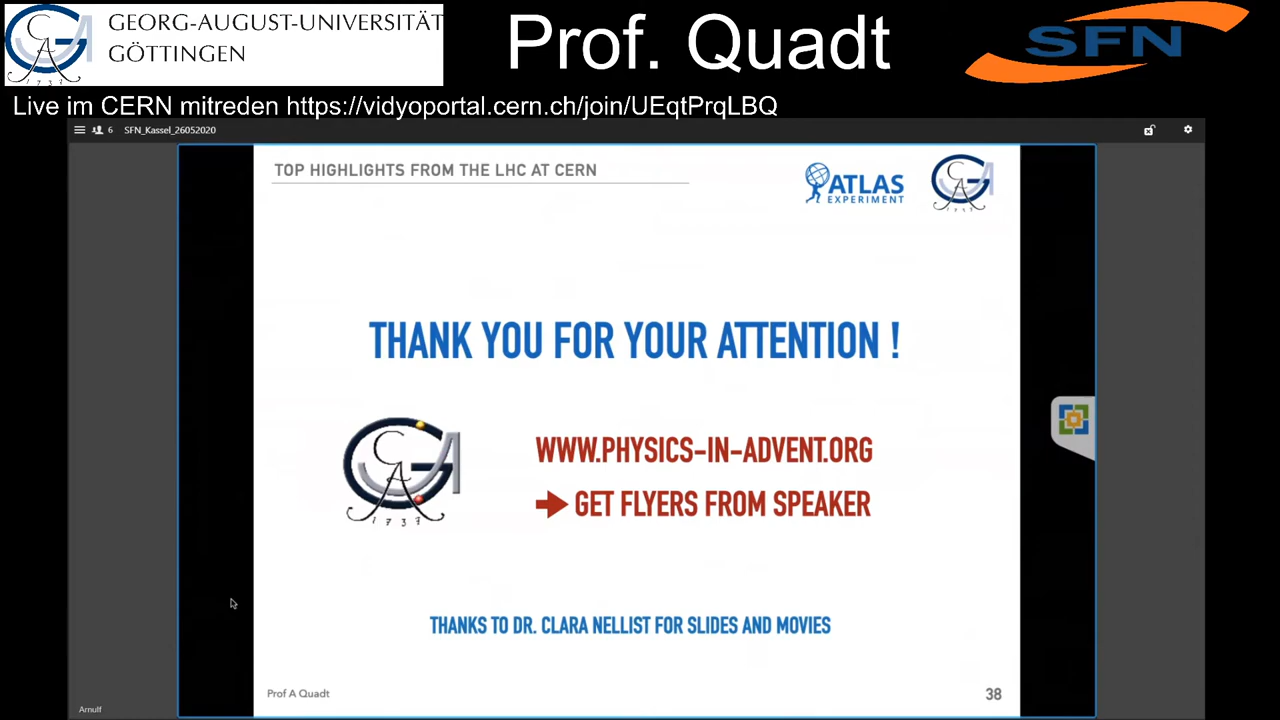 GEORG-AUGUST-UNIVERSITÄT
GÖTTINGEN
Prof. Quadt
SFN
Live im CERN mitreden https://vidyoportal.cern.ch/join/UEqtPrqLBQ
6 SFN_Kassel_26052020
TOP HIGHLIGHTS FROM THE LHC AT CERN
ATLAS
EXPERIMENT
1737
THANK YOU FOR YOUR ATTENTION !
WWW.PHYSICS-IN-ADVENT.ORG
GET FLYERS FROM SPEAKER
1737
THANKS TO DR. CLARA NELLIST FOR SLIDES AND MOVIES
Prof A Quadt
38
Arnulf